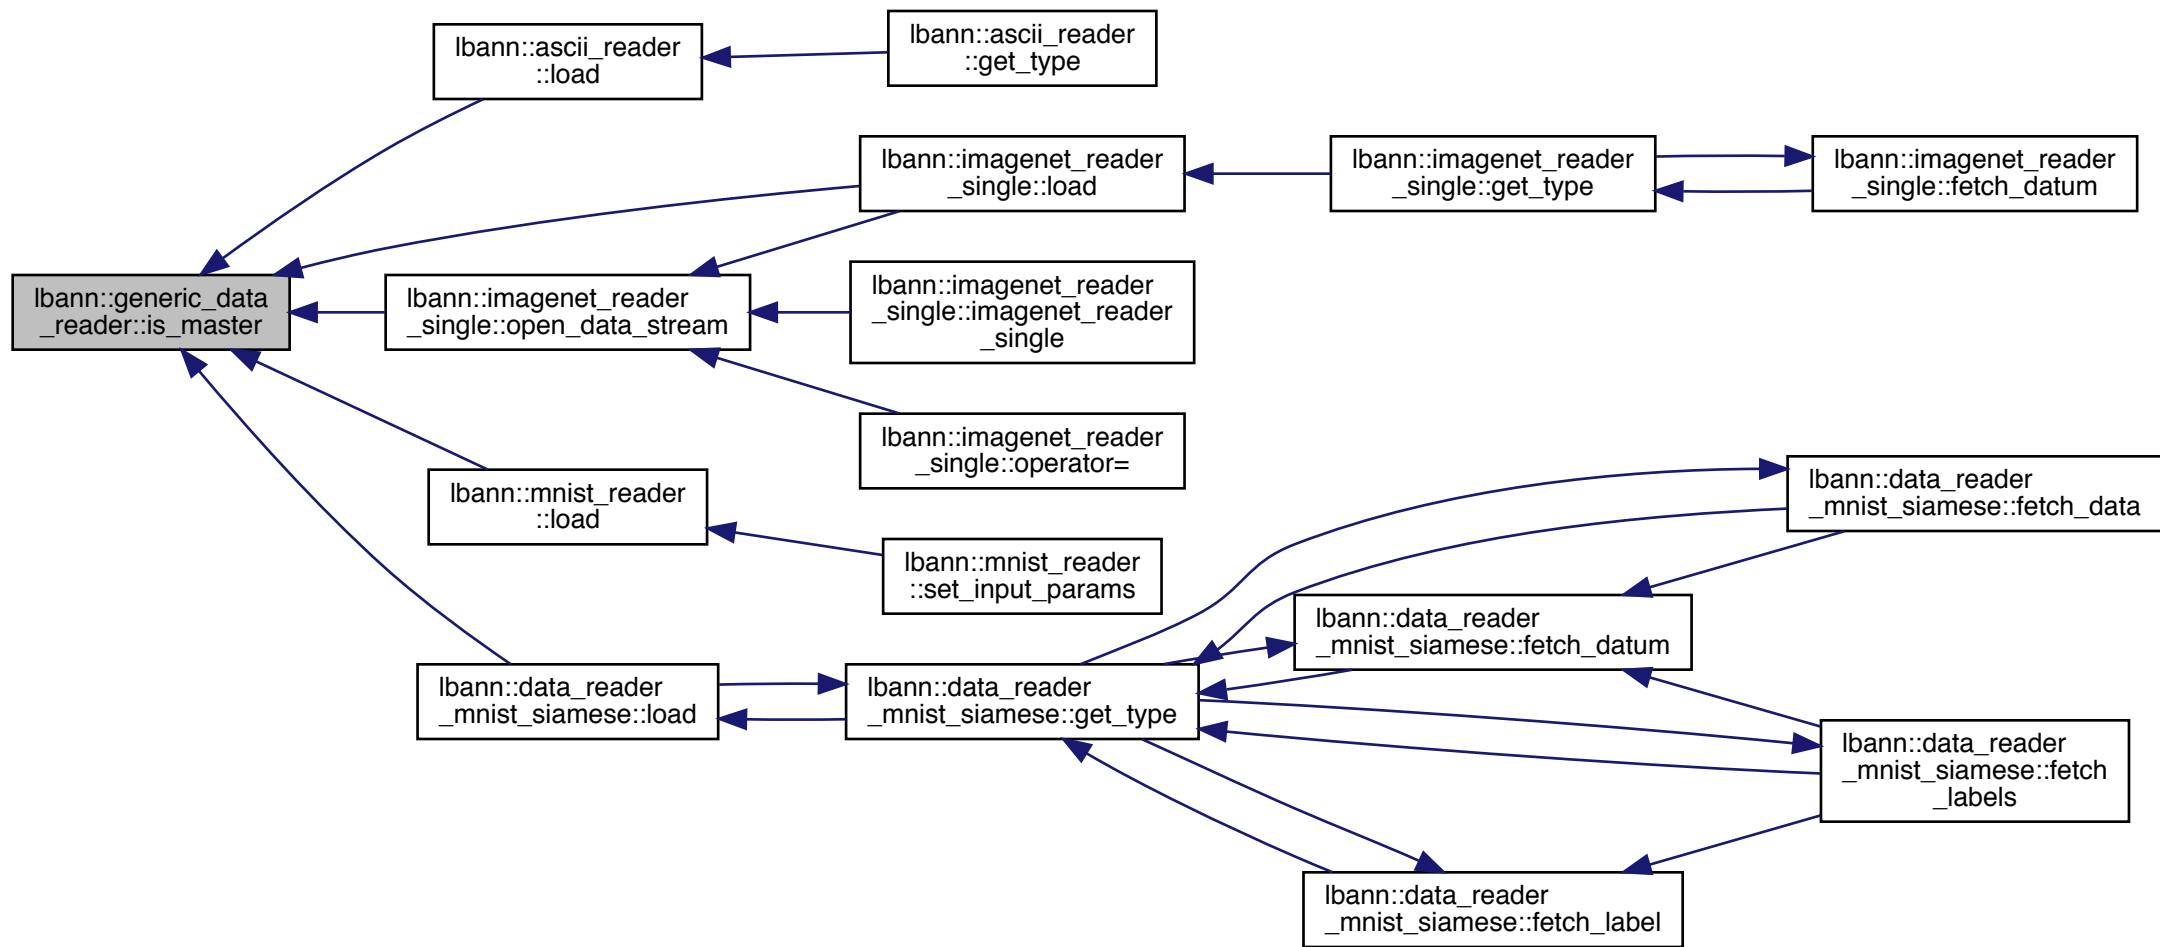 lbann::ascii_reader
::load
lbann::ascii_reader
::get_type
lbann::imagenet_reader
_single::load
lbann::imagenet_reader
_single::get_type
lbann::imagenet_reader
_single::fetch_datum
lbann::generic_data
_reader::is_master
lbann::imagenet_reader
_single::open_data_stream
lbann::imagenet_reader
_single::imagenet_reader
_single
lbann::imagenet_reader
_single::operator=
lbann::mnist_reader
::load
lbann::mnist_reader
::set_input_params
lbann::data_reader
_mnist_siamese::fetch_data
lbann::data_reader
_mnist_siamese::fetch_datum
lbann::data_reader
_mnist_siamese::load
lbann::data_reader
_mnist_siamese::get_type
lbann::data_reader
_mnist_siamese::fetch
_labels
lbann::data_reader
_mnist_siamese::fetch_label